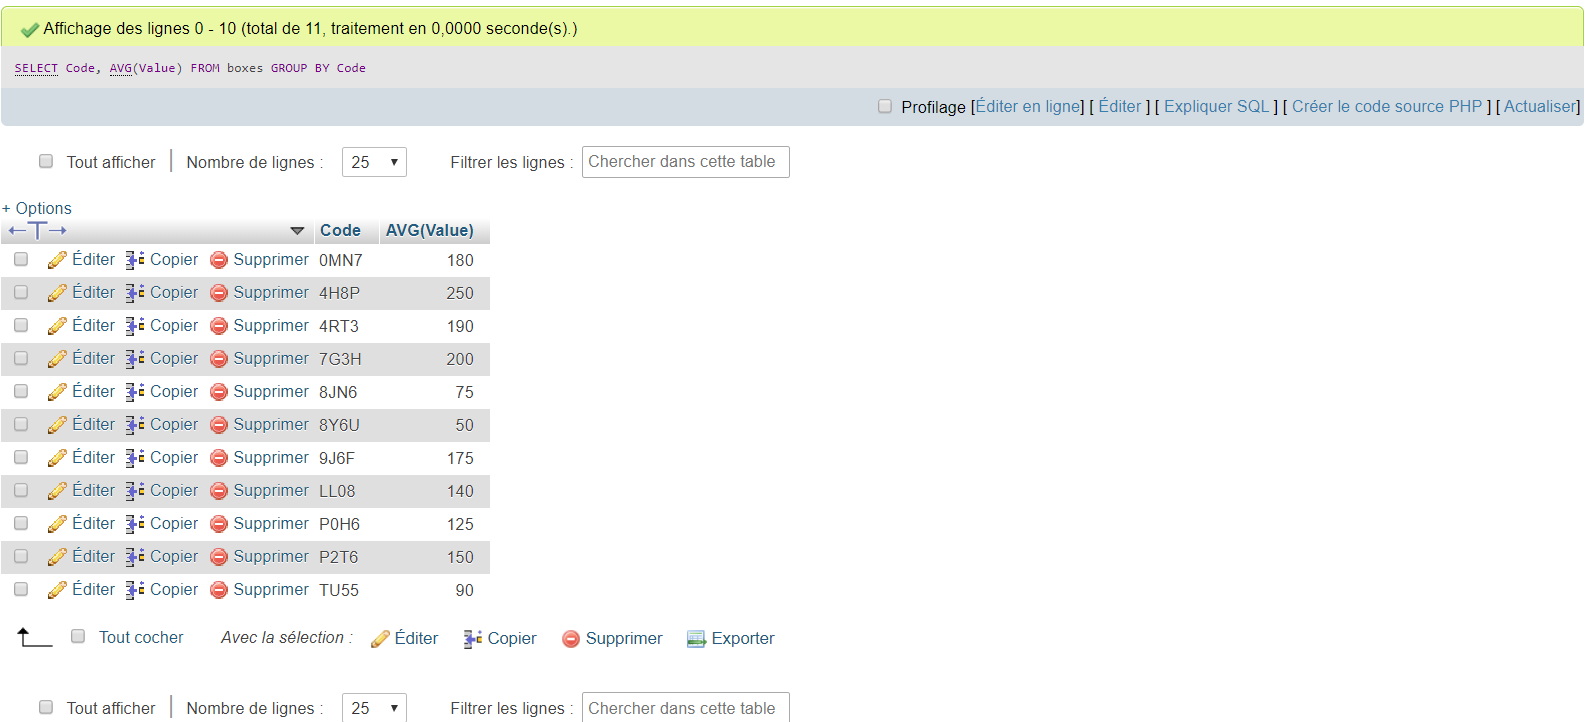 Affichage des lignes 0 - 10 (total de 11, traitement en 0,0000 seconde(s).)
SELECT Code, AVG(Value) FROM boxes GROUP BY Code
Profilage [Éditer en ligne] [ Éditer ] [ Expliquer SQL ] [ Créer le code source PHP ] [ Actualiser]
Tout afficher | Nombre de lignes : 25 Filtrer les lignes : Chercher dans cette table
+ Options
←T→ Code AVG(Value)
Éditer Copier Supprimer 0MN7 180
Éditer Copier Supprimer 4H8P 250
Éditer Copier Supprimer 4RT3 190
Éditer Copier Supprimer 7G3H 200
Éditer Copier Supprimer 8JN6 75
Éditer Copier Supprimer 8Y6U 50
Éditer Copier Supprimer 9J6F 175
Éditer Copier Supprimer LL08 140
Éditer Copier Supprimer P0H6 125
Éditer Copier Supprimer P2T6 150
Éditer Copier Supprimer TU55 90
Tout cocher Avec la sélection : Éditer Copier Supprimer Exporter
Tout afficher | Nombre de lignes : 25 Filtrer les lignes : Chercher dans cette table